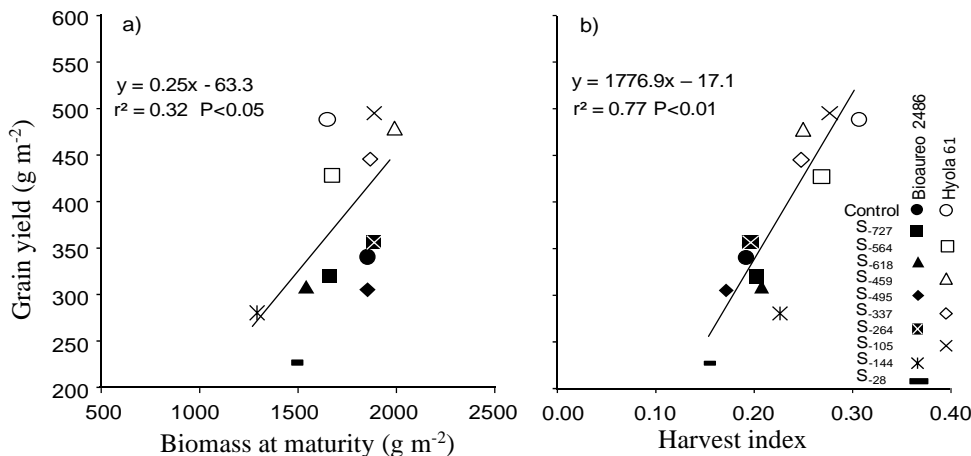 a)
y = 0.25x - 63.3
r² = 0.32 P<0.05
Grain yield (g m-2)
600
550
500
450
400
350
300
250
200
500
1000
1500
2000
2500
Biomass at maturity (g m-2)
b)
y = 1776.9x – 17.1
r² = 0.77 P<0.01
0.00
0.10
0.20
0.30
0.40
Harvest index
Bioaureo 2486
Hyola 61
Control
S-727
S-564
S-618
S-459
S-495
S-337
S-264
S-105
S-144
S-28